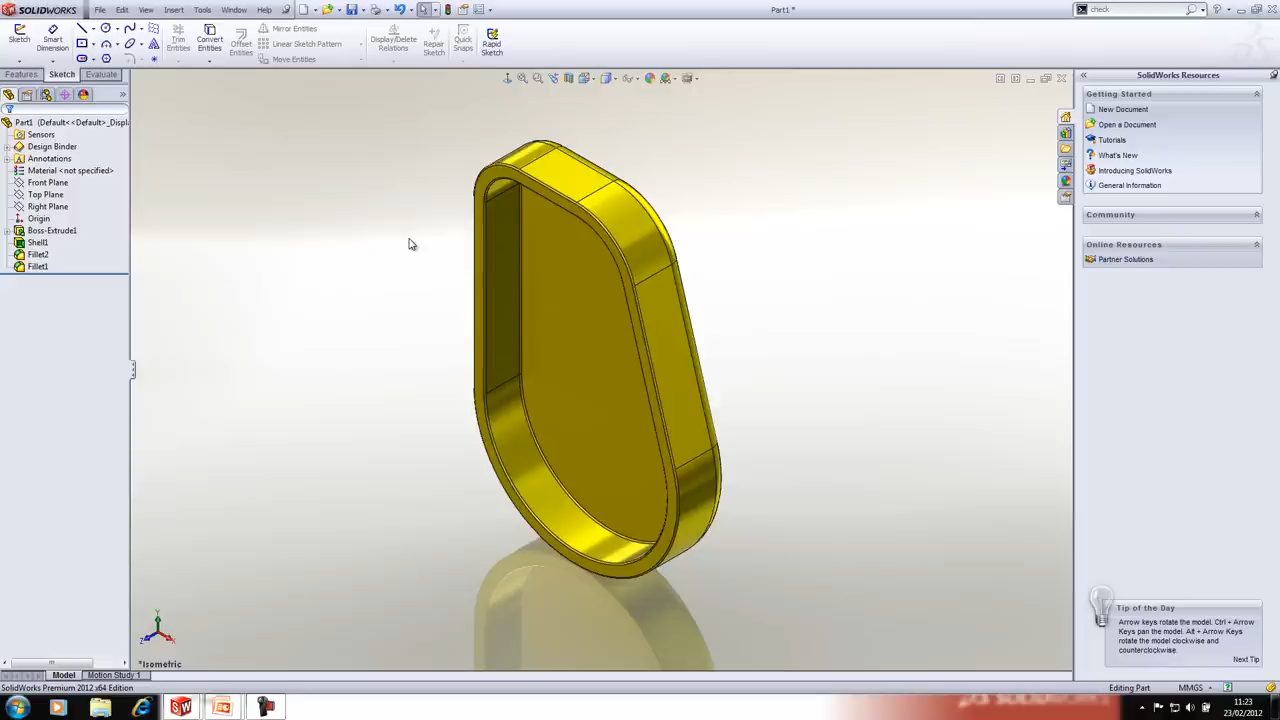 SOLIDWORKS File Edit View Insert Tools Window Help Part1 * check
Sketch Smart Dimension Trim Entities Convert Entities Offset Entities Mirror Entities Linear Sketch Pattern Move Entities Display/Delete Relations Repair Sketch Quick Snaps Rapid Sketch
Features Sketch Evaluate
Part1 (Default<<Default>_Displa
Sensors
Design Binder
Annotations
Material <not specified>
Front Plane
Top Plane
Right Plane
Origin
Boss-Extrude1
Shell1
Fillet2
Fillet1
Y
Z
X
*Isometric
SolidWorks Resources
Getting Started
New Document
Open a Document
Tutorials
What's New
Introducing SolidWorks
General Information
Community
Online Resources
Partner Solutions
Tip of the Day
Arrow keys rotate the model. Ctrl + Arrow
Keys pan the model. Alt + Arrow Keys
rotate the model clockwise and
counterclockwise.
Next Tip
Model Motion Study 1
SolidWorks Premium 2012 x64 Edition Editing Part MMGS
11:23
23/02/2012